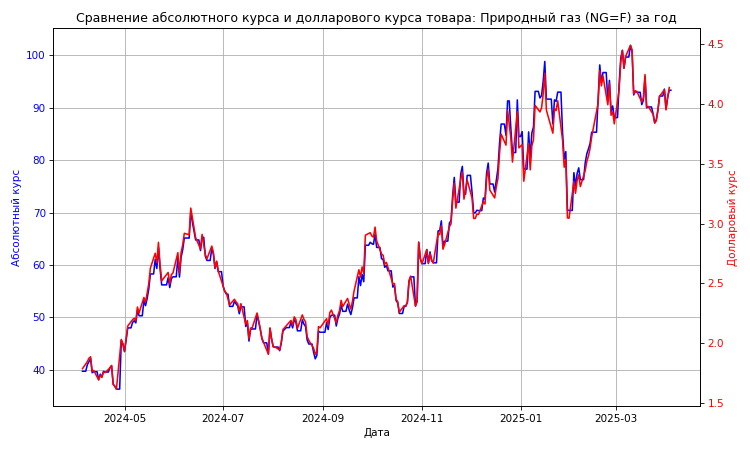 Сравнение абсолютного курса и долларового курса товара: Природный газ (NG=F) за год
Абсолютный курс
100
90
80
70
60
50
40
4.5
4.0
3.5
3.0
2.5
2.0
1.5
Долларовый курс
2024-05 2024-07 2024-09 2024-11 2025-01 2025-03
Дата